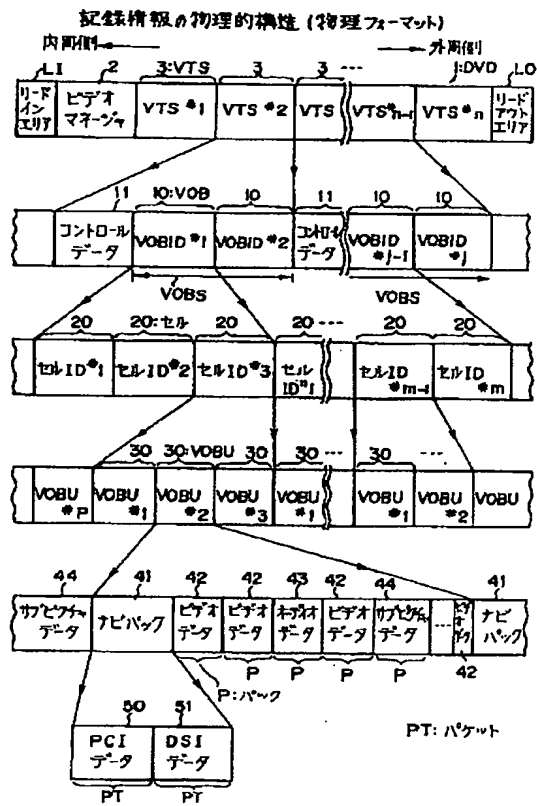 記録情報の物理的構造(物理フォーマット)
内周側 外周側
LI 2 3:VTS 3 3 --- 1:DVD LO
リードインエリア ビデオマネージャ VTS#1 VTS#2 VTS VTS#n-1 VTS#n リードアウトエリア
11 10:VOB 10 11 10 10
コントロールデータ VOBID#1 VOBID#2 コントロールデータ VOBID#j-1 VOBID#j
VOBS VOBS
20 20:セル 20 20--- 20 20
セルID#1 セルID#2 セルID#3 セルID#1 セルID#m-1 セルID#m
30 30:VOBU 30 30 --- 30 ---
VOBU#P VOBU#1 VOBU#2 VOBU#3 VOBU#1 VOBU#1 VOBU#2 VOBU
44 41 42 42 43 42 44 41
サブピクチャデータ ナビパック ビデオデータ ビデオデータ オーディオデータ ビデオデータ サブピクチャデータ --- ビデオデータ ナビパック
P P P P 42
P:パック
50 51
PCIデータ DSIデータ
PT PT
PT:パケット